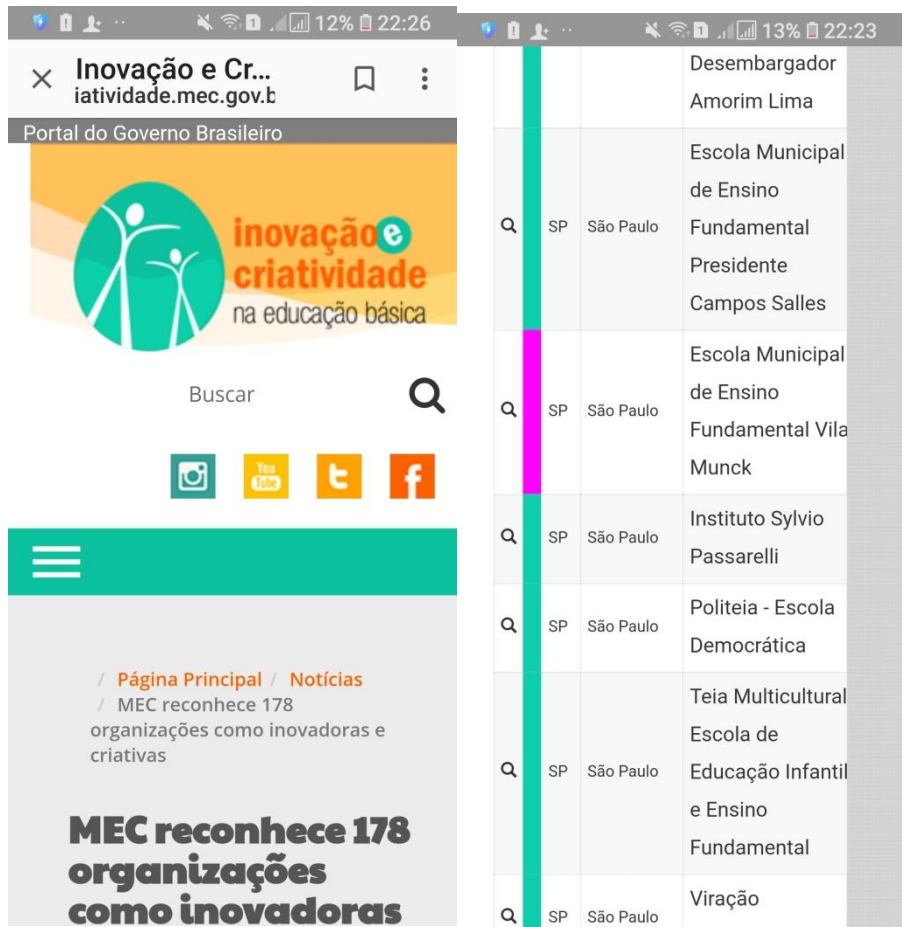 12% 22:26
Inovação e Cr...
iatividade.mec.gov.b
Portal do Governo Brasileiro
inovação e
criatividade
na educação básica
Buscar
You
Tube
/ Página Principal / Notícias
/ MEC reconhece 178
organizações como inovadoras e
criativas
MEC reconhece 178
organizações
como inovadoras
13% 22:23
Desembargador
Amorim Lima
Escola Municipal
de Ensino
SP São Paulo Fundamental
Presidente
Campos Salles
Escola Municipal
de Ensino
SP São Paulo
Fundamental Vila
Munck
Instituto Sylvio
SP São Paulo
Passarelli
Politeia - Escola
SP São Paulo
Democrática
Teia Multicultural
Escola de
SP São Paulo Educação Infantil
e Ensino
Fundamental
Viração
SP São Paulo